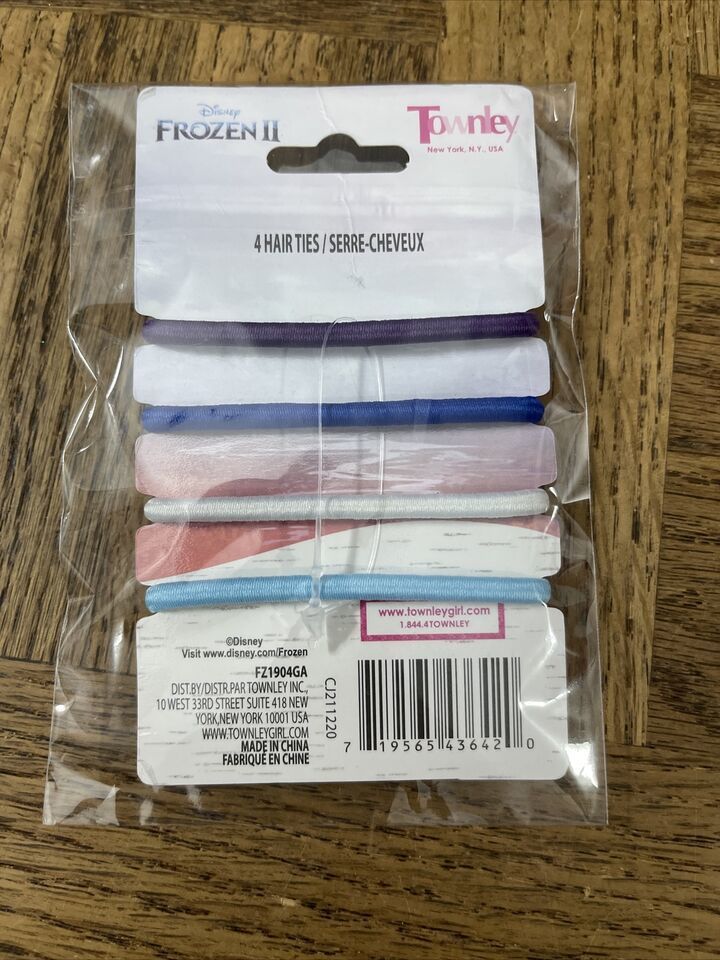 Disney
FROZEN II
Townley
New York, N.Y., USA
4 HAIR TIES / SERRE-CHEVEUX
www.townleygirl.com
1.844.4TOWNLEY
©Disney
Visit www.disney.com/Frozen
FZ1904GA
DIST.BY/DISTR.PAR TOWNLEY INC.,
10 WEST 33RD STREET SUITE 418 NEW
YORK,NEW YORK 10001 USA
WWW.TOWNLEYGIRL.COM
MADE IN CHINA
FABRIQUÉ EN CHINE
CJ211220
7 19565 43642 0